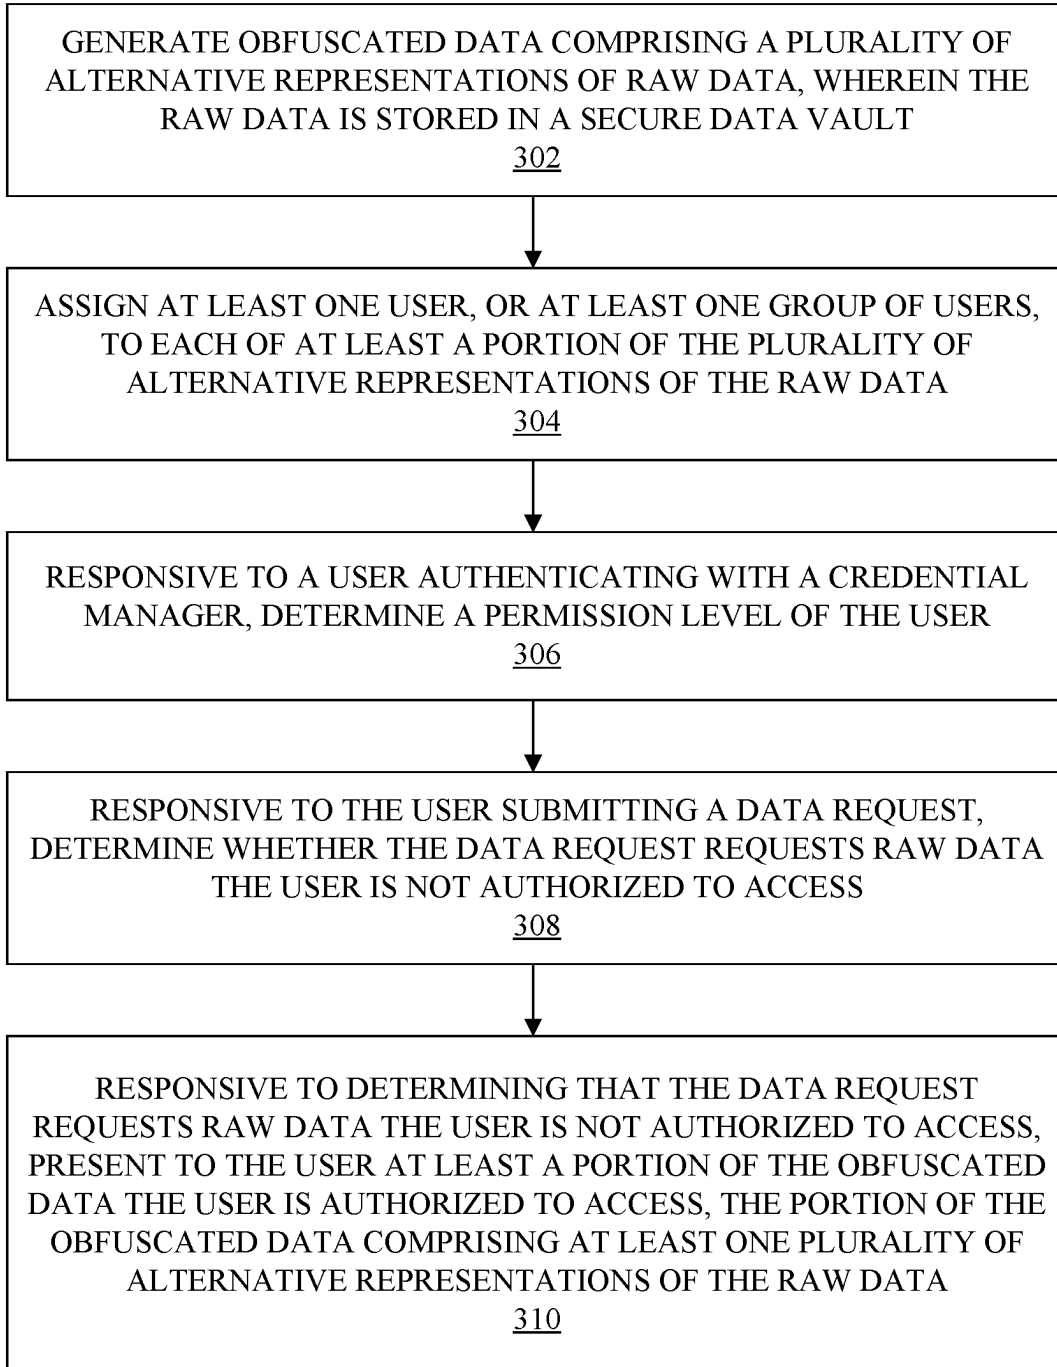 GENERATE OBFUSCATED DATA COMPRISING A PLURALITY OF
ALTERNATIVE REPRESENTATIONS OF RAW DATA, WHEREIN THE
RAW DATA IS STORED IN A SECURE DATA VAULT
302
ASSIGN AT LEAST ONE USER, OR AT LEAST ONE GROUP OF USERS,
TO EACH OF AT LEAST A PORTION OF THE PLURALITY OF
ALTERNATIVE REPRESENTATIONS OF THE RAW DATA
304
RESPONSIVE TO A USER AUTHENTICATING WITH A CREDENTIAL
MANAGER, DETERMINE A PERMISSION LEVEL OF THE USER
306
RESPONSIVE TO THE USER SUBMITTING A DATA REQUEST,
DETERMINE WHETHER THE DATA REQUEST REQUESTS RAW DATA
THE USER IS NOT AUTHORIZED TO ACCESS
308
RESPONSIVE TO DETERMINING THAT THE DATA REQUEST
REQUESTS RAW DATA THE USER IS NOT AUTHORIZED TO ACCESS,
PRESENT TO THE USER AT LEAST A PORTION OF THE OBFUSCATED
DATA THE USER IS AUTHORIZED TO ACCESS, THE PORTION OF THE
OBFUSCATED DATA COMPRISING AT LEAST ONE PLURALITY OF
ALTERNATIVE REPRESENTATIONS OF THE RAW DATA
310